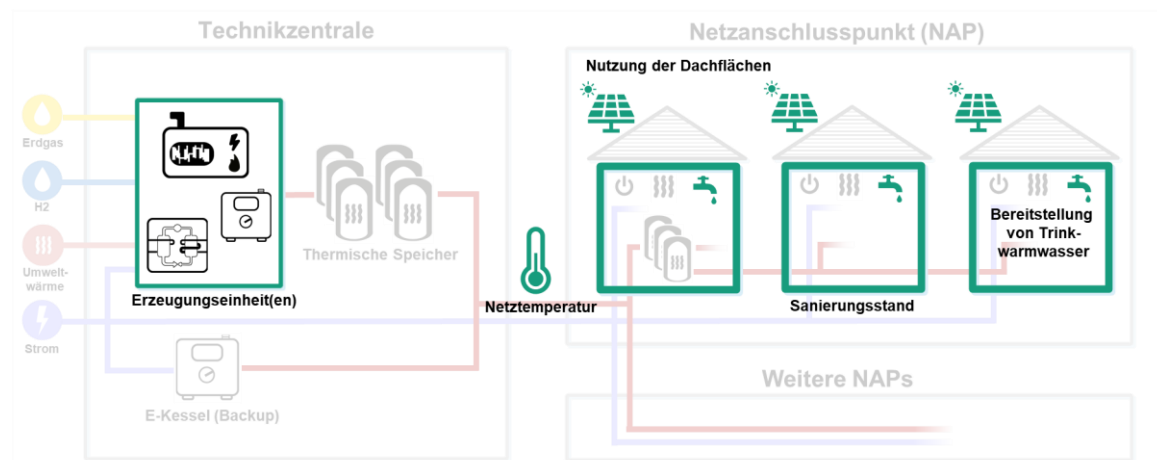 Technikzentrale
Netzanschlusspunkt (NAP)
Nutzung der Dachflächen
Erdgas
H2
Umwelt-
wärme
Strom
Erzeugungseinheit(en)
Thermische Speicher
E-Kessel (Backup)
Netztemperatur
Bereitstellung
von Trink-
warmwasser
Sanierungsstand
Weitere NAPs